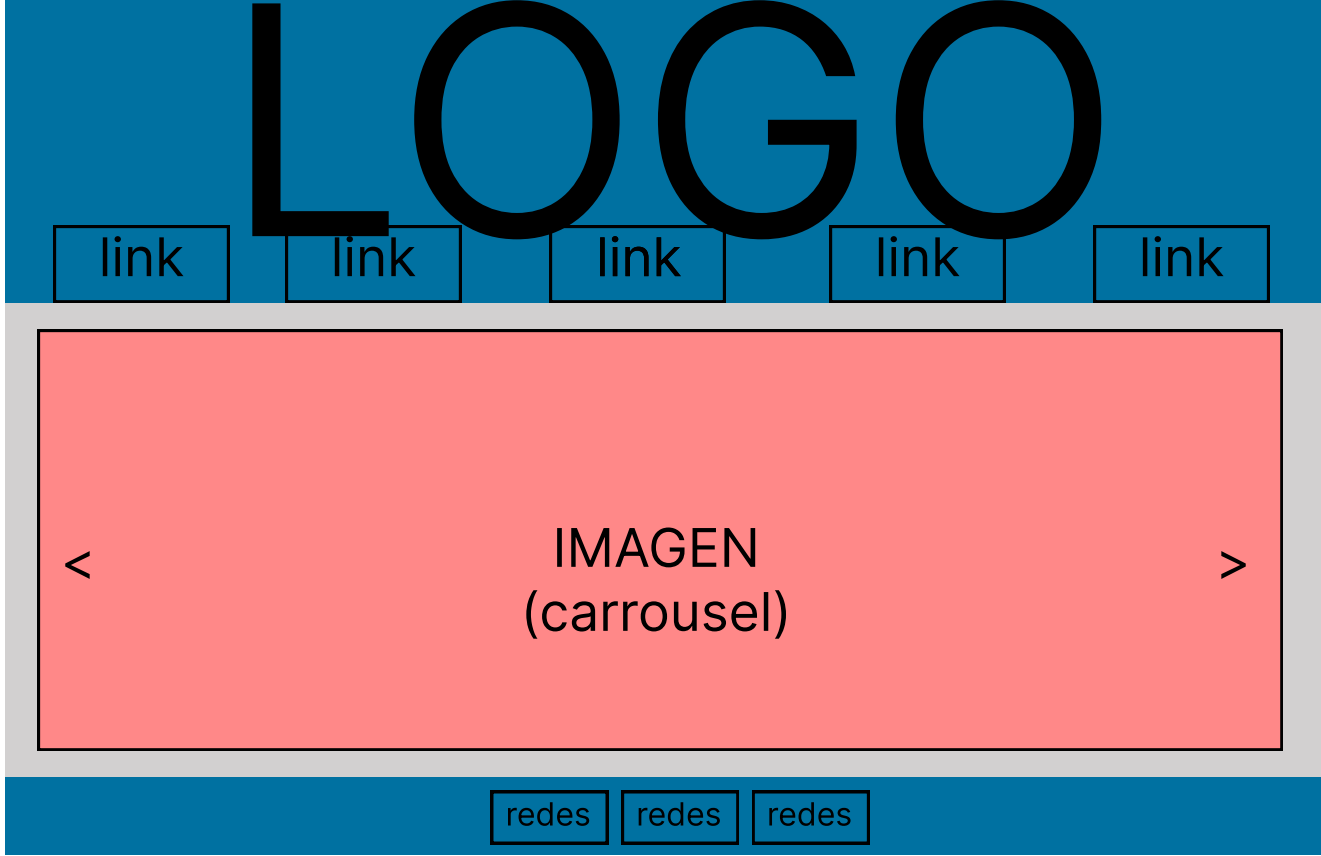 LOGO
link link link link link
IMAGEN
< >
(carrousel)
redes redes redes